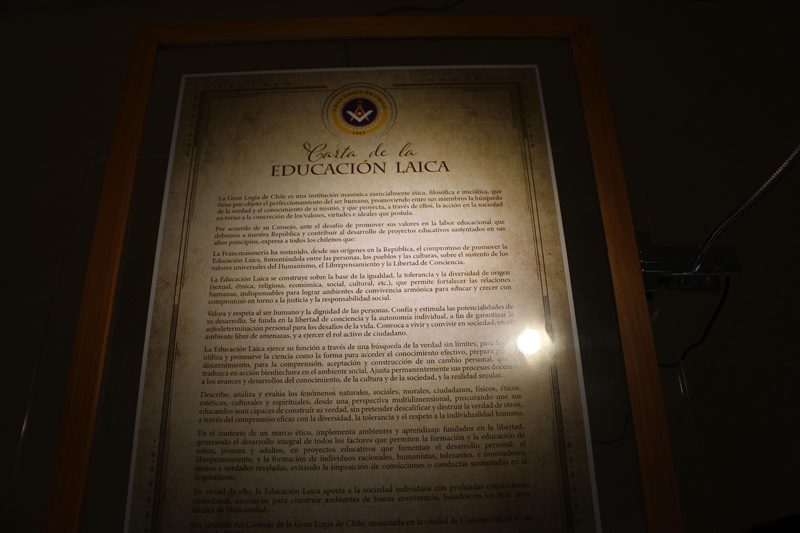 GRAN LOGIA DE CHILE
1862
Carta de la
EDUCACIÓN LAICA
La Gran Logia de Chile es una institución masónica esencialmente ética, filosófica e iniciática, que
tiene por objeto el perfeccionamiento del ser humano, promoviendo entre sus miembros la búsqueda
de la verdad y el conocimiento de sí mismo, y que proyecta, a través de ellos, la acción en la sociedad
en torno a la concreción de los valores, virtudes e ideales que postula.
Por acuerdo de su Consejo, ante el desafío de promover sus valores en la labor educacional que
debemos a nuestra República y contribuir al desarrollo de proyectos educativos sustentados en sus
altos principios, expresa a todos los chilenos que:
La Francmasonería ha sostenido, desde sus orígenes en la República, el compromiso de promover la
Educación Laica, fomentándola entre las personas, los pueblos y las culturas, sobre el sustento de los
valores universales del Humanismo, el Librepensamiento y la Libertad de Conciencia.
La Educación Laica se construye sobre la base de la igualdad, la tolerancia y la diversidad de origen
(sexual, étnica, religiosa, económica, social, cultural, etc.), que permite fortalecer las relaciones
humanas, indispensables para lograr ambientes de convivencia armónica para educar y crecer con
compromiso en torno a la justicia y la responsabilidad social.
Valora y respeta al ser humano y la dignidad de las personas. Confía y estimula las potencialidades de
su desarrollo. Se funda en la libertad de conciencia y la autonomía individual, a fin de garantizar la
autodeterminación personal para los desafíos de la vida. Convoca a vivir y convivir en sociedad, en un
ambiente libre de amenazas, y a ejercer el rol activo de ciudadano.
La Educación Laica ejerce su función a través de una búsqueda de la verdad sin límites, para
utiliza y promueve la ciencia como la forma para acceder el conocimiento efectivo, prepara
discernimiento, para la comprensión, aceptación y construcción de un cambio personal, que
traduzca en acción bienhechora en el ambiente social. Ajusta permanentemente sus procesos docentes
a los avances y desarrollos del conocimiento, de la cultura y de la sociedad, y la realidad secular.
Describe, analiza y evalúa los fenómenos naturales, sociales, morales, ciudadanos, físicos, éticos,
estéticos, culturales y espirituales, desde una perspectiva multidimensional, procurando que sus
educandos sean capaces de construir su verdad, sin pretender descalificar y destruir la verdad de otros,
a través del compromiso eficaz con la diversidad, la tolerancia y el respeto a la individualidad humana.
En el contexto de un marco ético, implementa ambientes y aprendizaje fundados en la libertad,
generando el desarrollo integral de todos los factores que permiten la formación y la educación de
niños, jóvenes y adultos, en proyectos educativos que fomentan el desarrollo personal, el
librepensamiento, y la formación de individuos racionales, humanistas, tolerantes, e innovadores,
ajenos a verdades reveladas, evitando la imposición de convicciones o conductas sustentadas en el
dogmatismo.
En virtud de ello, la Educación Laica aporta a la sociedad individuos con profundas convicciones
ciudadanas, necesarias para construir ambientes de buena convivencia, basados en los más altos
ideales de Humanidad.
Por acuerdo del Consejo de la Gran Logia de Chile, enunciada en la ciudad de Concepción, a